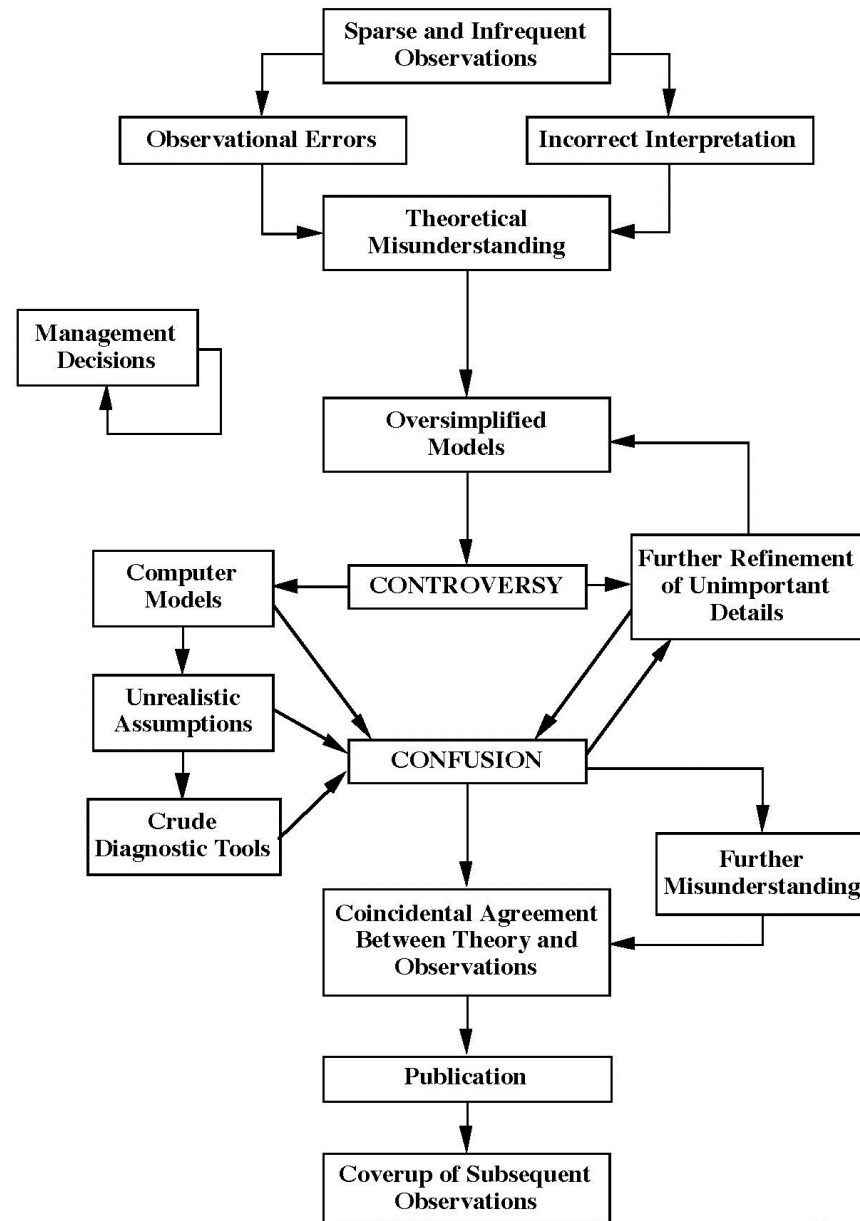 Sparse and Infrequent
Observations
Observational Errors
Incorrect Interpretation
Theoretical
Misunderstanding
Management
Decisions
Oversimplified
Models
Computer
Models
CONTROVERSY
Further Refinement
of Unimportant
Details
Unrealistic
Assumptions
CONFUSION
Crude
Diagnostic Tools
Further
Misunderstanding
Coincidental Agreement
Between Theory and
Observations
Publication
Coverup of Subsequent
Observations